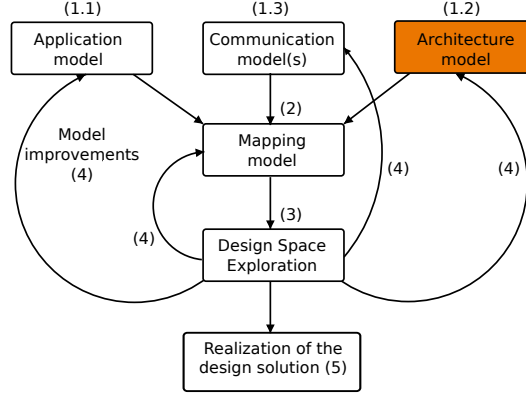 (1.1)
(1.3)
(1.2)
Application
model
Communication
model(s)
Architecture
model
(2)
Model
improvements
(4)
Mapping
model
(4)
(4)
(4)
(3)
Design Space
Exploration
Realization of the
design solution (5)